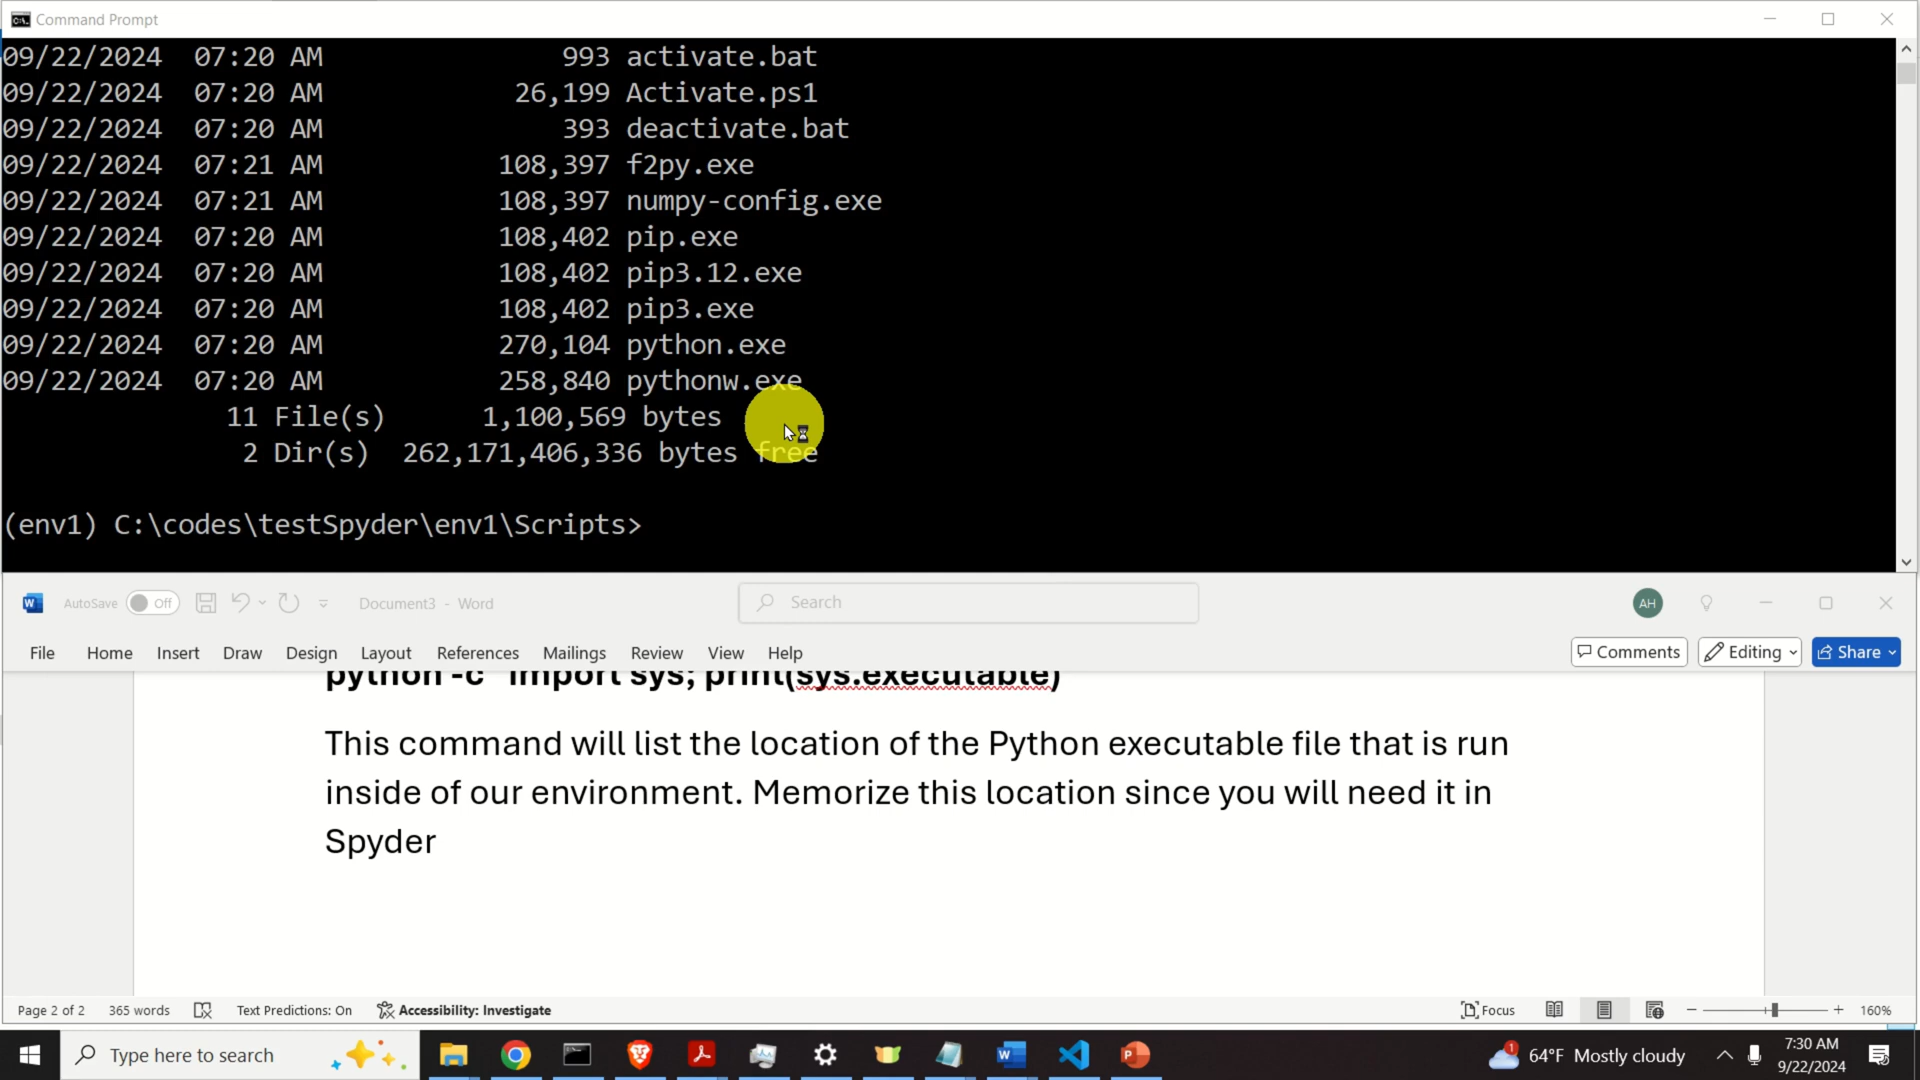 Command Prompt
09/22/2024 07:20 AM 993 activate.bat
09/22/2024 07:20 AM 26,199 Activate.ps1
09/22/2024 07:20 AM 393 deactivate.bat
09/22/2024 07:21 AM 108,397 f2py.exe
09/22/2024 07:21 AM 108,397 numpy-config.exe
09/22/2024 07:20 AM 108,402 pip.exe
09/22/2024 07:20 AM 108,402 pip3.12.exe
09/22/2024 07:20 AM 108,402 pip3.exe
09/22/2024 07:20 AM 270,104 python.exe
09/22/2024 07:20 AM 258,840 pythonw.exe
11 File(s) 1,100,569 bytes
2 Dir(s) 262,171,406,336 bytes free
(env1) C:\codes\testSpyder\env1\Scripts>
AutoSave Off Document3 - Word Search AH
File Home Insert Draw Design Layout References Mailings Review View Help Comments Editing Share
python -c "import sys; print(sys.executable)
This command will list the location of the Python executable file that is run
inside of our environment. Memorize this location since you will need it in
Spyder
Page 2 of 2 365 words Text Predictions: On Accessibility: Investigate Focus 160%
Type here to search 1 64°F Mostly cloudy 7:30 AM
9/22/2024